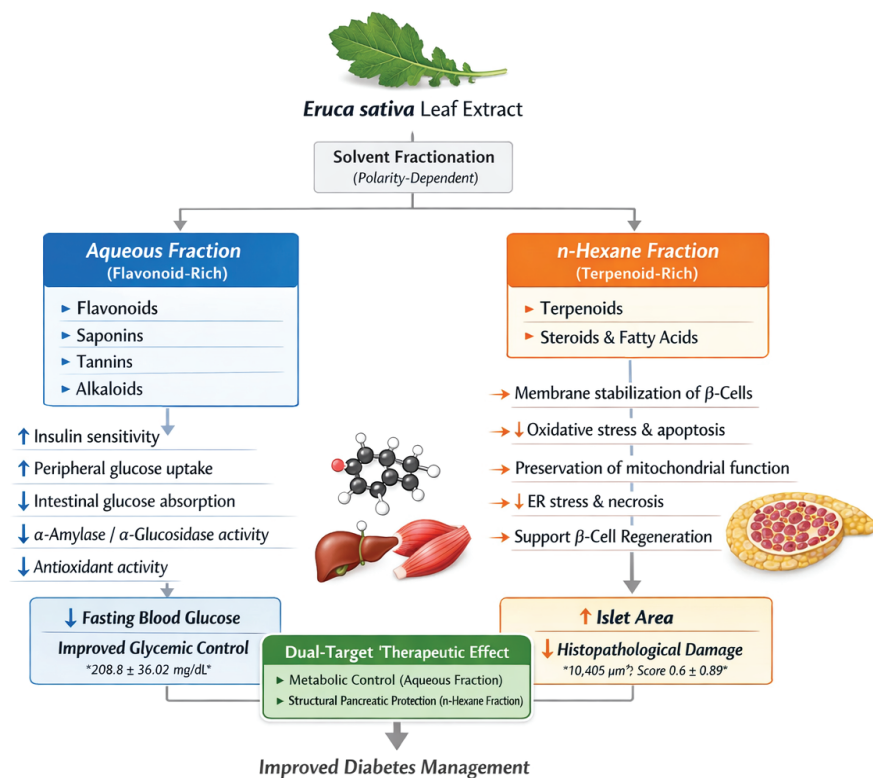 Eruca sativa Leaf Extract
Solvent Fractionation
(Polarity-Dependent)
Aqueous Fraction
(Flavonoid-Rich)
► Flavonoids
► Saponins
► Tannins
► Alkaloids
↑ Insulin sensitivity
↑ Peripheral glucose uptake
↓ Intestinal glucose absorption
↓ α-Amylase / α-Glucosidase activity
↓ Antioxidant activity
↓ Fasting Blood Glucose
Improved Glycemic Control
*208.8 ± 36.02 mg/dL*
n-Hexane Fraction
(Terpenoid-Rich)
► Terpenoids
► Steroids & Fatty Acids
→ Membrane stabilization of β-Cells
→ ↓ Oxidative stress & apoptosis
→ Preservation of mitochondrial function
→ ↓ ER stress & necrosis
→ Support β-Cell Regeneration
↑ Islet Area
↓ Histopathological Damage
*10,405 μm²; Score 0.6 ± 0.89*
Dual-Target 'Therapeutic Effect
► Metabolic Control (Aqueous Fraction)
► Structural Pancreatic Protection (n-Hexane Fraction)
Improved Diabetes Management